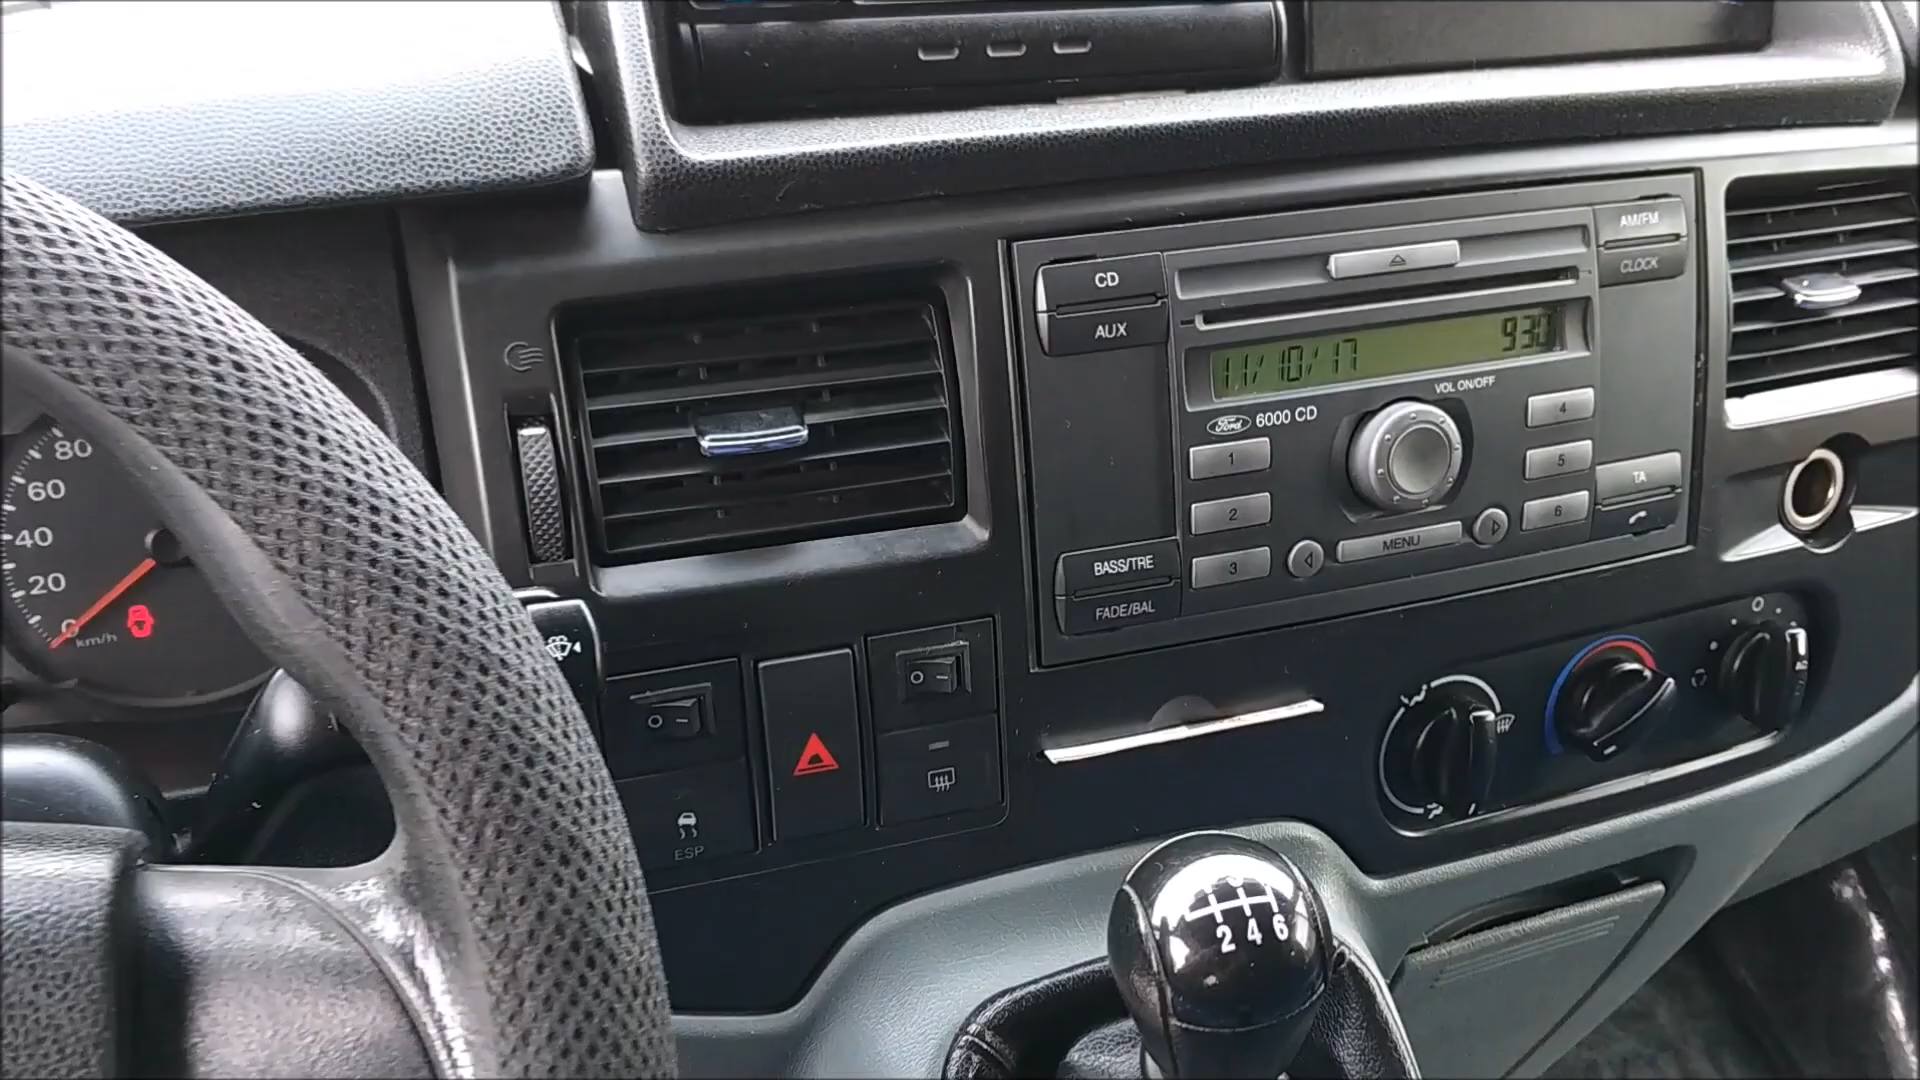 80
60
40
20
0
km/h
ESP
CD
AUX
AM/FM
CLOCK
11/10/17 930
VOL ON/OFF
Ford 6000 CD
1
2
3
4
5
6
TA
MENU
BASS/TRE
FADE/BAL
2 4 6